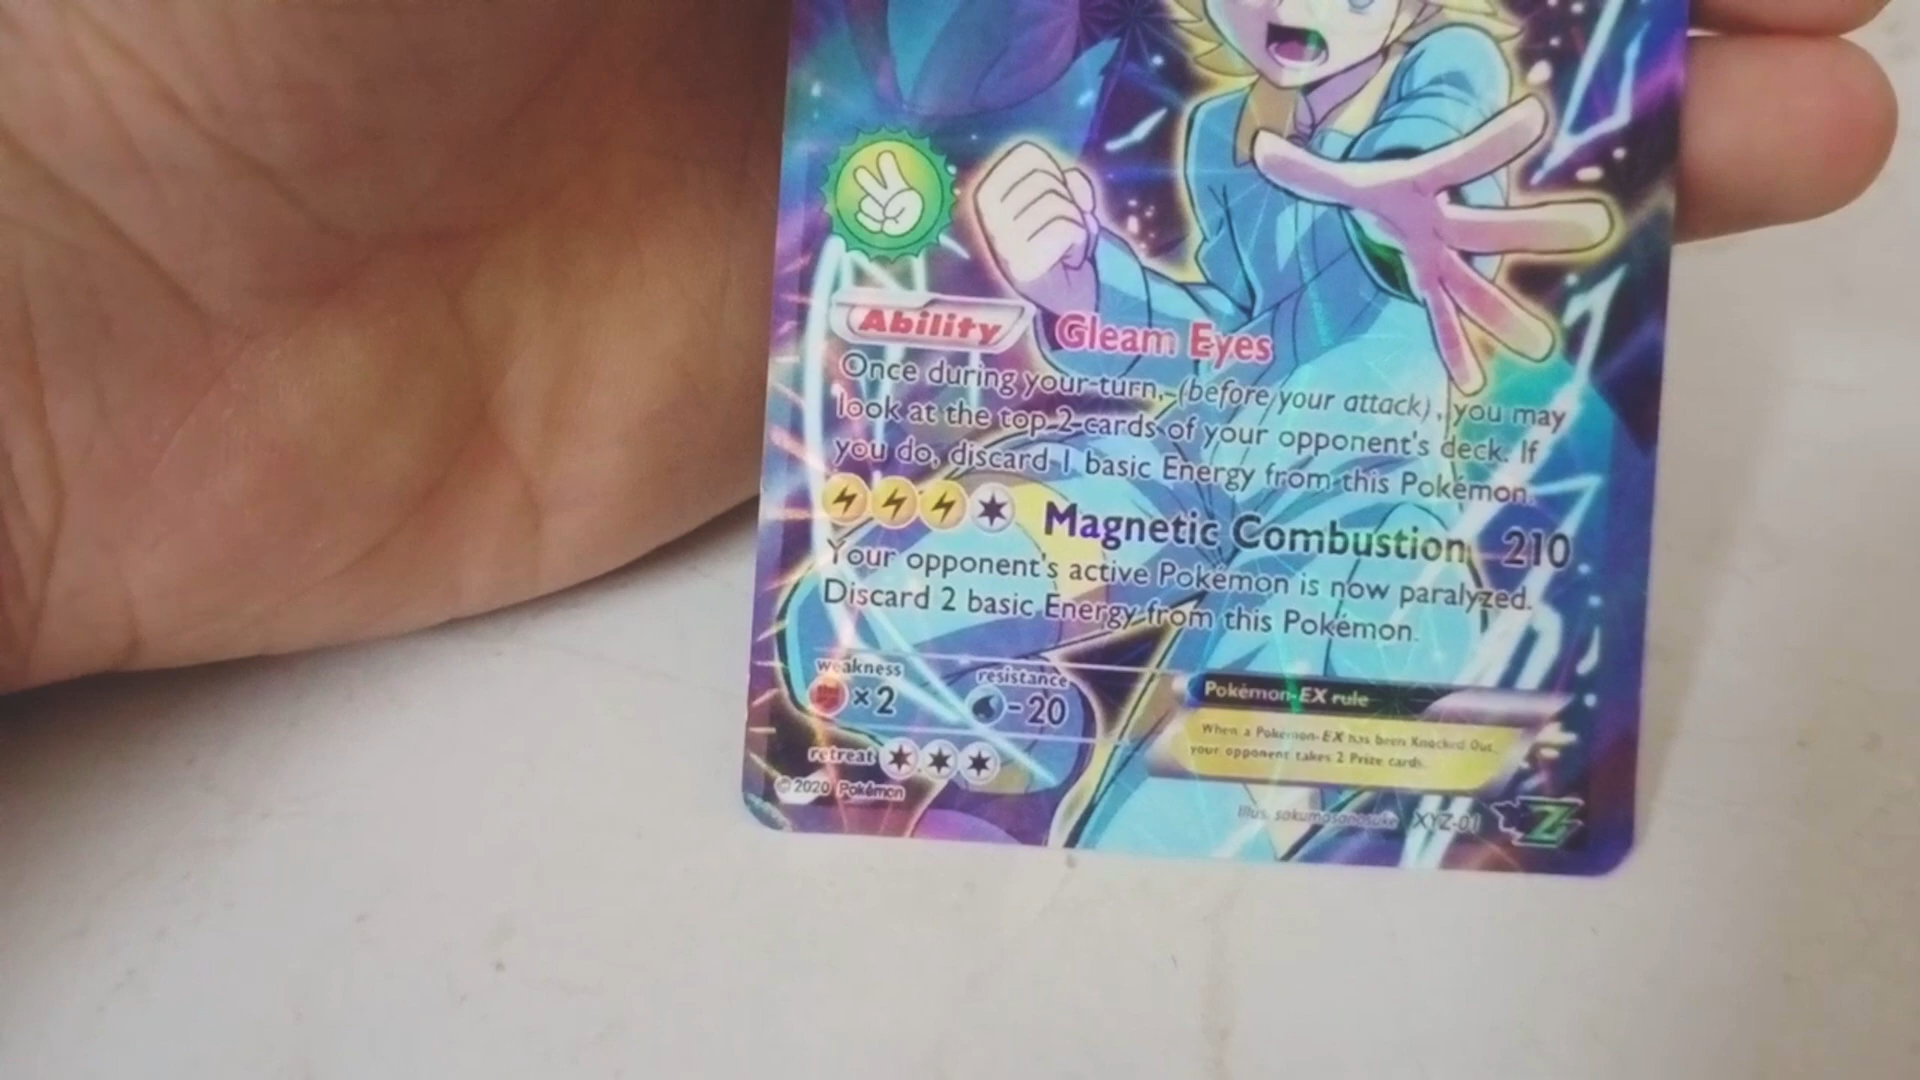 Ability Gleam Eyes
Once during your turn, (before your attack), you may
look at the top 2 cards of your opponent's deck. If
you do, discard 1 basic Energy from this Pokémon.
Magnetic Combustion 210
Your opponent's active Pokémon is now paralyzed.
Discard 2 basic Energy from this Pokémon.
weakness resistance
×2 -20
Pokémon-EX rule
When a Pokémon-EX has been Knocked Out,
your opponent takes 2 Prize cards.
retreat
©2020 Pokémon
Illus. sakumosanosuke XYZ-01
Z